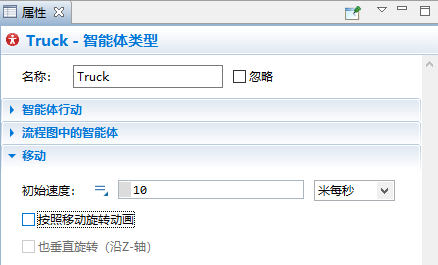 属性
Truck - 智能体类型
名称： Truck 忽略
智能体行动
流程图中的智能体
移动
初始速度： 10 米每秒
按照移动旋转动画
也垂直旋转（沿Z-轴）